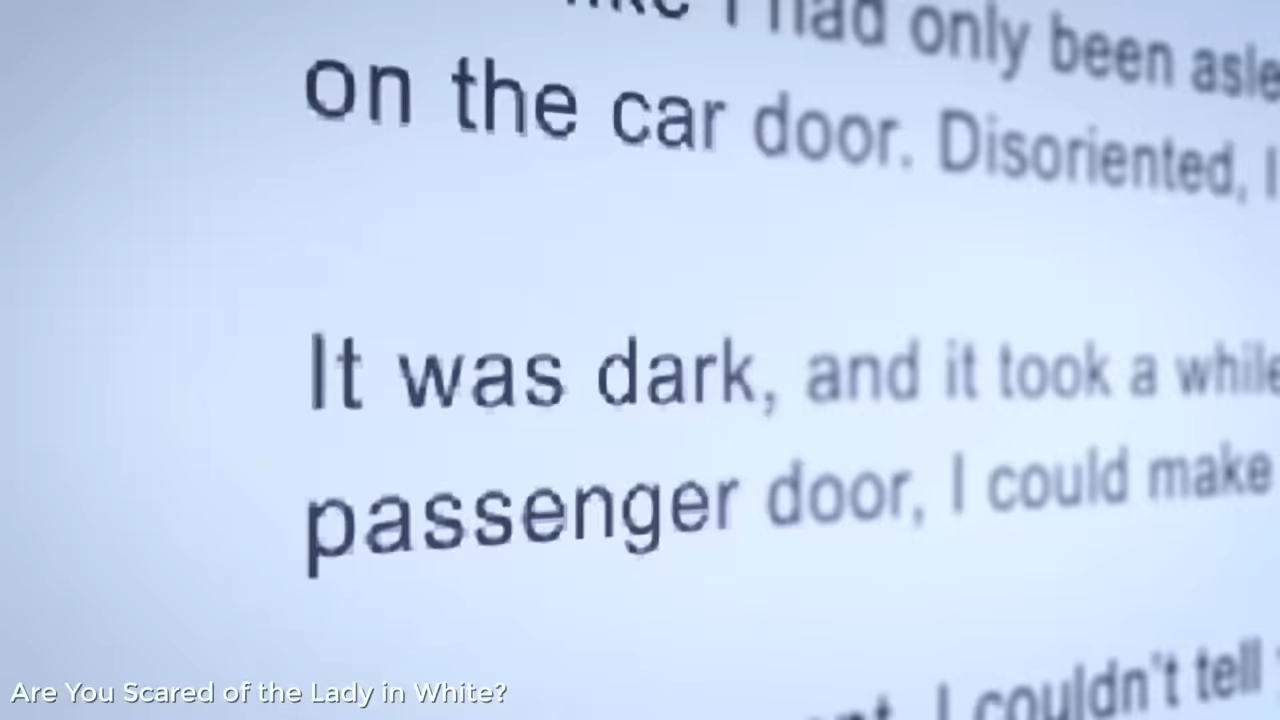 I had only been
on the car door. Disoriented, I
It was dark, and it took a while
passenger door, I could make
I couldn't tell
Are You Scared of the Lady in White?